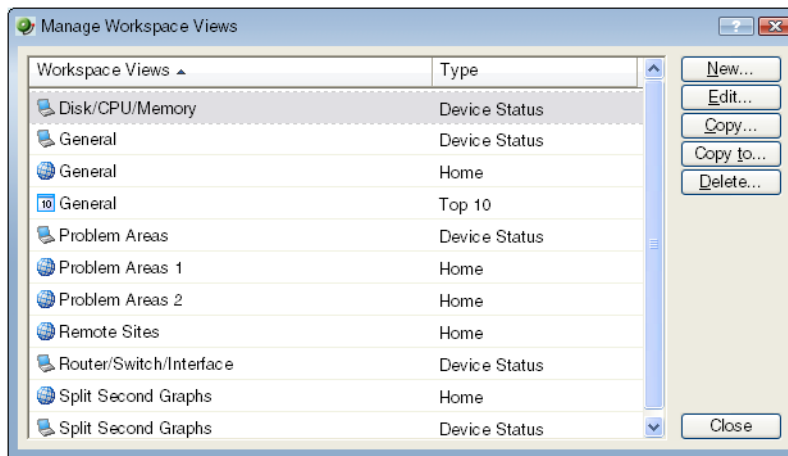 Manage Workspace Views
?
Workspace Views Type
Disk/CPU/Memory Device Status
General Device Status
General Home
10 General Top 10
Problem Areas Device Status
Problem Areas 1 Home
Problem Areas 2 Home
Remote Sites Home
Router/Switch/Interface Device Status
Split Second Graphs Home
Split Second Graphs Device Status
New...
Edit...
Copy...
Copy to...
Delete...
Close